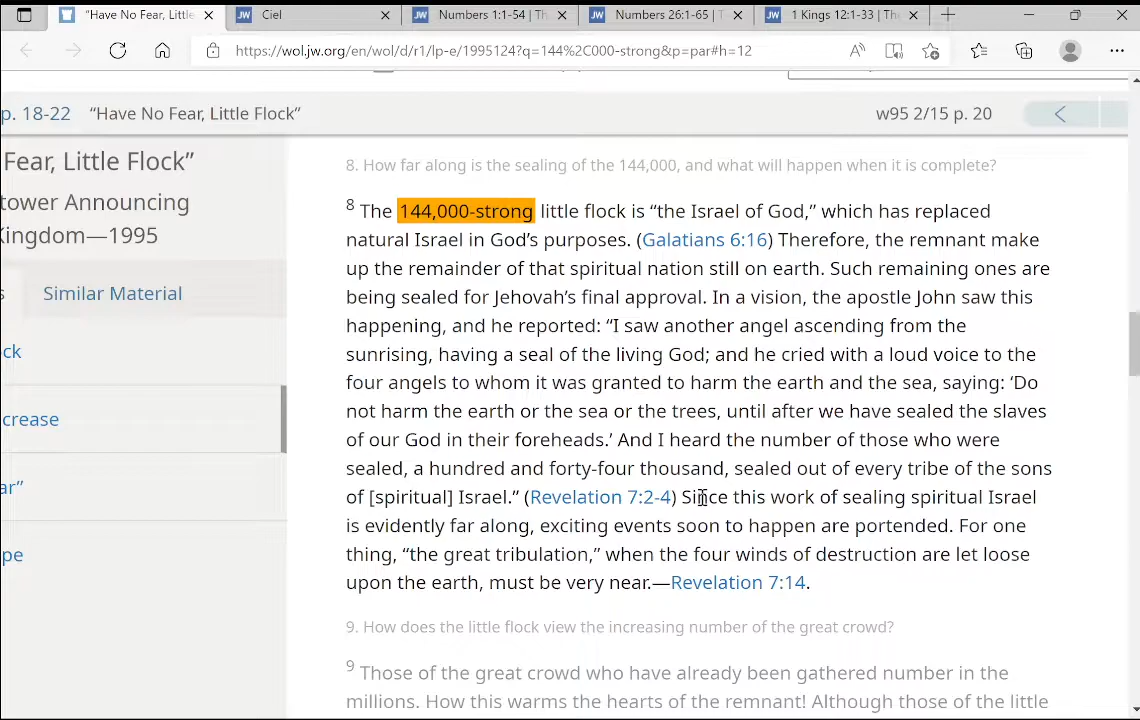 "Have No Fear, Little
Ciel
Numbers 1:1-54 | Th
Numbers 26:1-65 | T
1 Kings 12:1-33 | The
https://wol.jw.org/en/wol/d/r1/lp-e/1995124?q=144%2C000-strong&p=par#h=12
p. 18-22 “Have No Fear, Little Flock”
w95 2/15 p. 20
Fear, Little Flock”
tower Announcing
Kingdom—1995
s Similar Material
ck
crease
ar”
pe
8. How far along is the sealing of the 144,000, and what will happen when it is complete?
8 The 144,000-strong little flock is “the Israel of God,” which has replaced
natural Israel in God’s purposes. (Galatians 6:16) Therefore, the remnant make
up the remainder of that spiritual nation still on earth. Such remaining ones are
being sealed for Jehovah’s final approval. In a vision, the apostle John saw this
happening, and he reported: “I saw another angel ascending from the
sunrising, having a seal of the living God; and he cried with a loud voice to the
four angels to whom it was granted to harm the earth and the sea, saying: ‘Do
not harm the earth or the sea or the trees, until after we have sealed the slaves
of our God in their foreheads.’ And I heard the number of those who were
sealed, a hundred and forty-four thousand, sealed out of every tribe of the sons
of [spiritual] Israel.” (Revelation 7:2-4) Since this work of sealing spiritual Israel
is evidently far along, exciting events soon to happen are portended. For one
thing, “the great tribulation,” when the four winds of destruction are let loose
upon the earth, must be very near.—Revelation 7:14.
9. How does the little flock view the increasing number of the great crowd?
9 Those of the great crowd who have already been gathered number in the
millions. How this warms the hearts of the remnant! Although those of the little